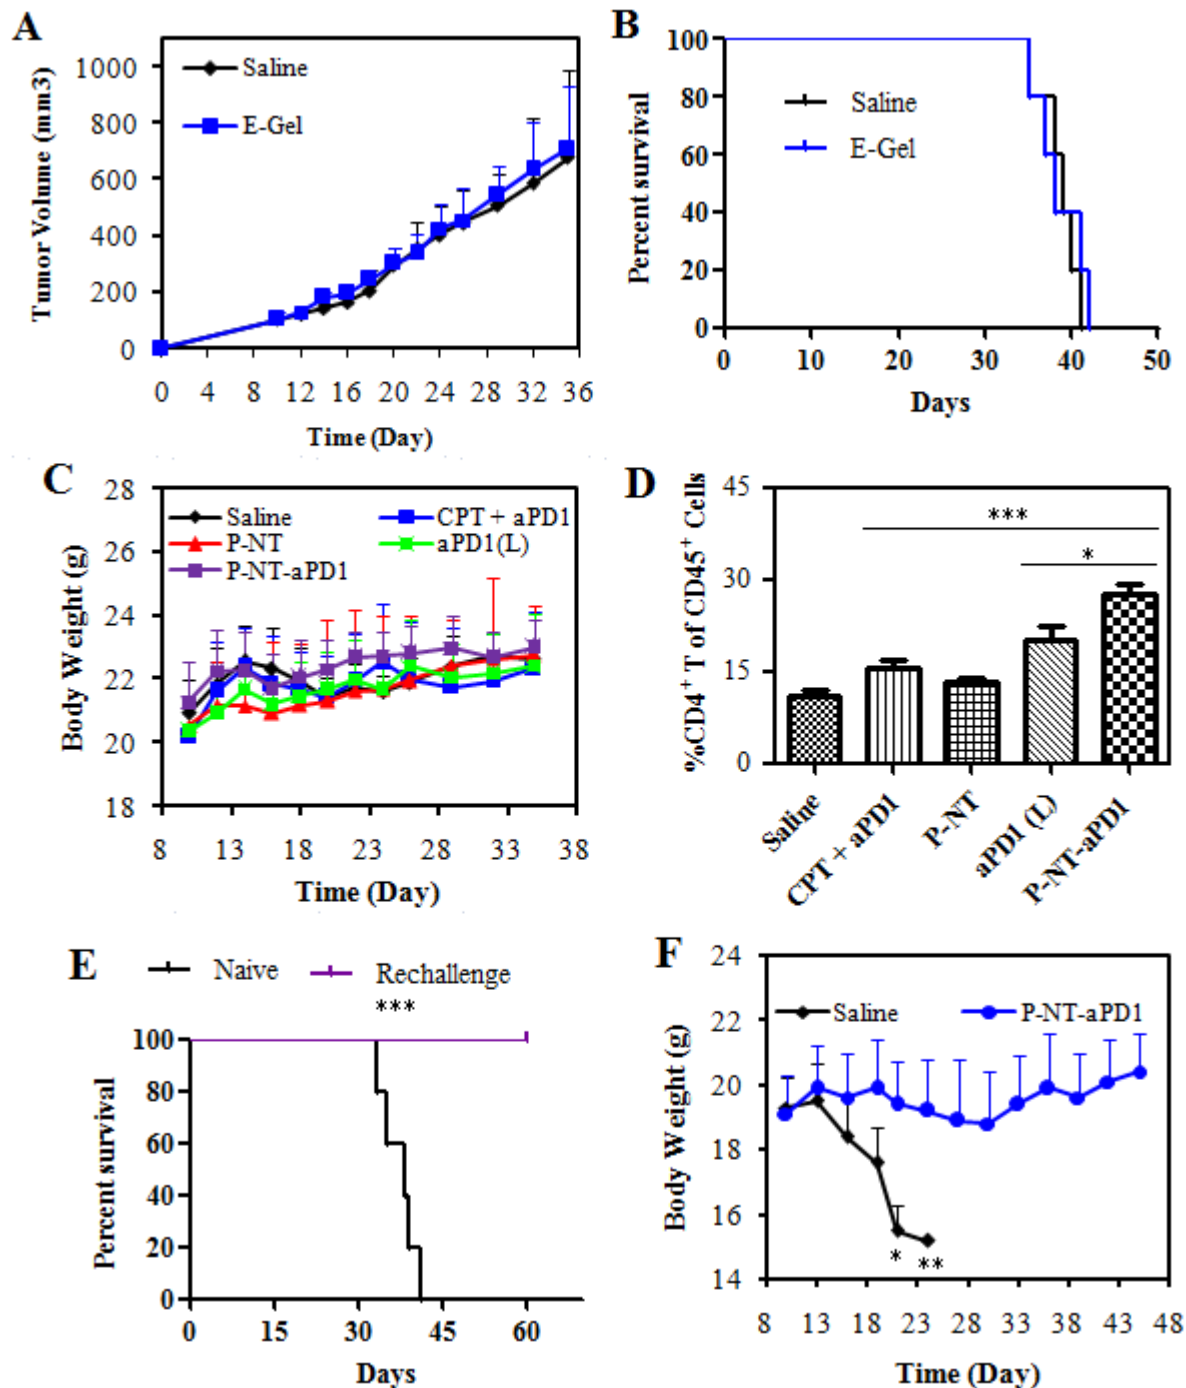 A
Tumor Volume (mm3)
1000
800
600
400
200
0
Saline
E-Gel
0 4 8 12 16 20 24 28 32 36
Time (Day)
B
Percent survival
100
80
60
40
20
0
Saline
E-Gel
0 10 20 30 40 50
Days
C
Body Weight (g)
28
26
24
22
20
18
Saline CPT + aPD1
P-NT aPD1(L)
P-NT-aPD1
8 13 18 23 28 33 38
Time (Day)
D
%CD4⁺ T of CD45⁺ Cells
45
30
15
0
***
*
Saline
CPT + aPD1
P-NT
aPD1 (L)
P-NT-aPD1
E
Naive Rechallenge
***
Percent survival
100
80
60
40
20
0
0 15 30 45 60
Days
F
Body Weight (g)
24
22
20
18
16
14
Saline P-NT-aPD1
* **
8 13 18 23 28 33 38 43 48
Time (Day)